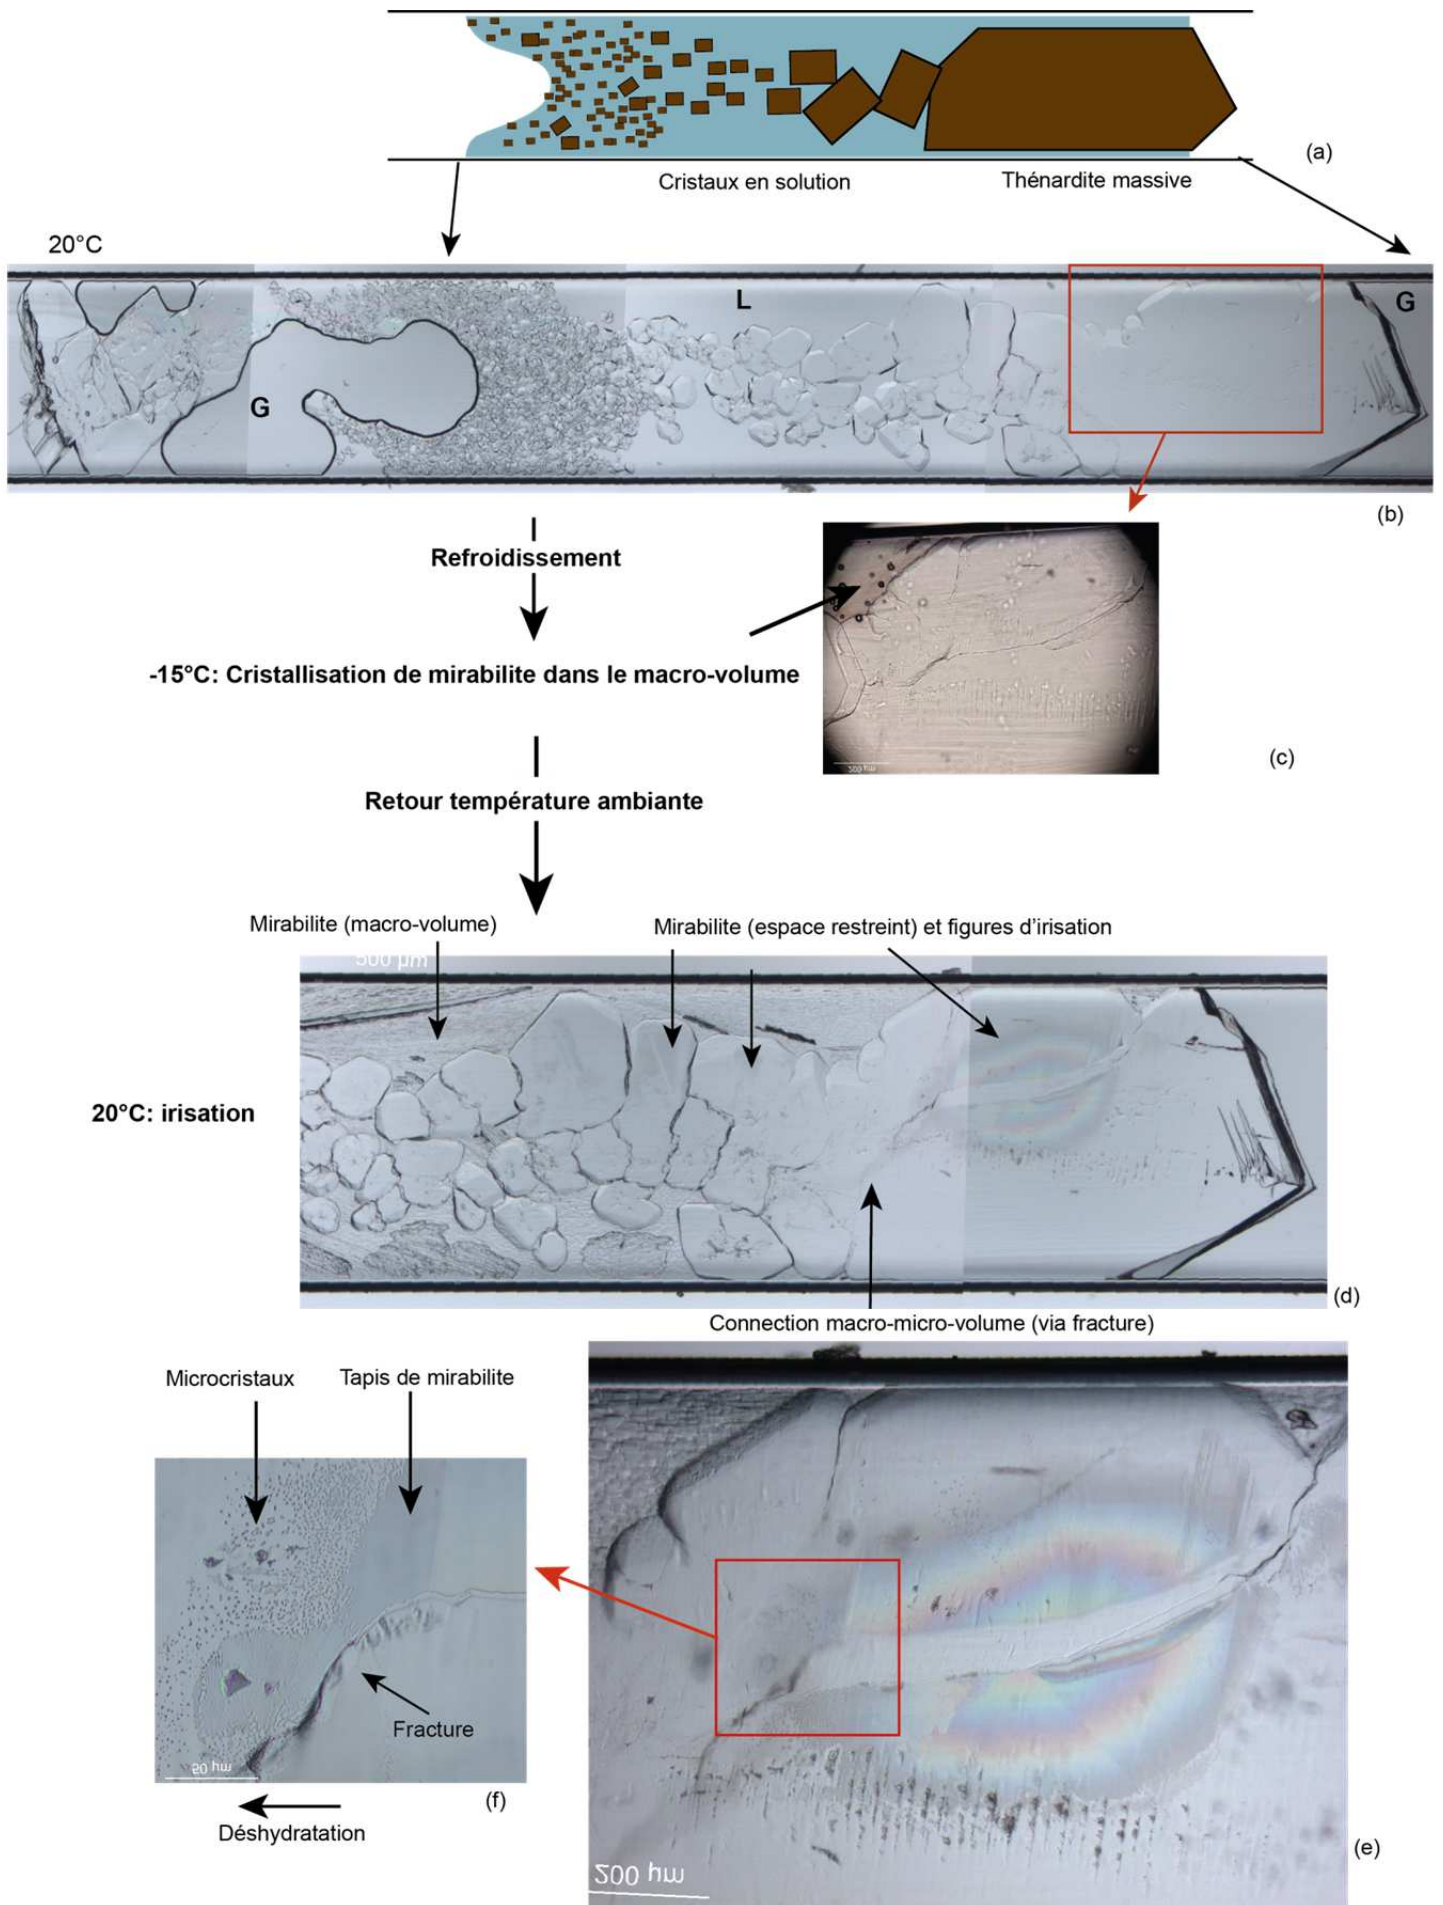 (a)
Cristaux en solution
Thénardite massive
20°C
L
G
G
(b)
Refroidissement
-15°C: Cristallisation de mirabilite dans le macro-volume
200 µm
(c)
Retour température ambiante
Mirabilite (macro-volume)
Mirabilite (espace restreint) et figures d'irisation
500 µm
20°C: irisation
(d)
Connection macro-micro-volume (via fracture)
Microcristaux
Tapis de mirabilite
Fracture
50 µm
(f)
Déshydratation
(e)
200 µm